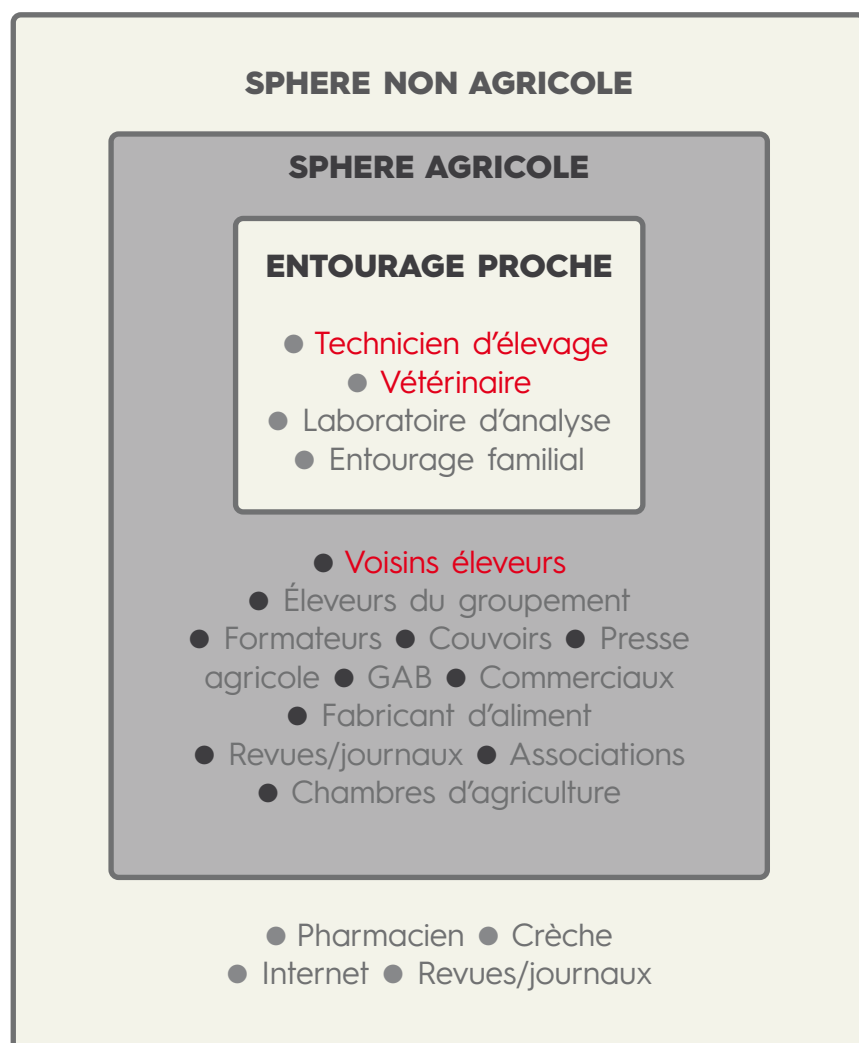 SPHERE NON AGRICOLE
SPHERE AGRICOLE
ENTOURAGE PROCHE
● Technicien d'élevage
● Vétérinaire
● Laboratoire d'analyse
● Entourage familial
● Voisins éleveurs
● Éleveurs du groupement
● Formateurs ● Couvoirs ● Presse
agricole ● GAB ● Commerciaux
● Fabricant d'aliment
● Revues/journaux ● Associations
● Chambres d'agriculture
● Pharmacien ● Crèche
● Internet ● Revues/journaux